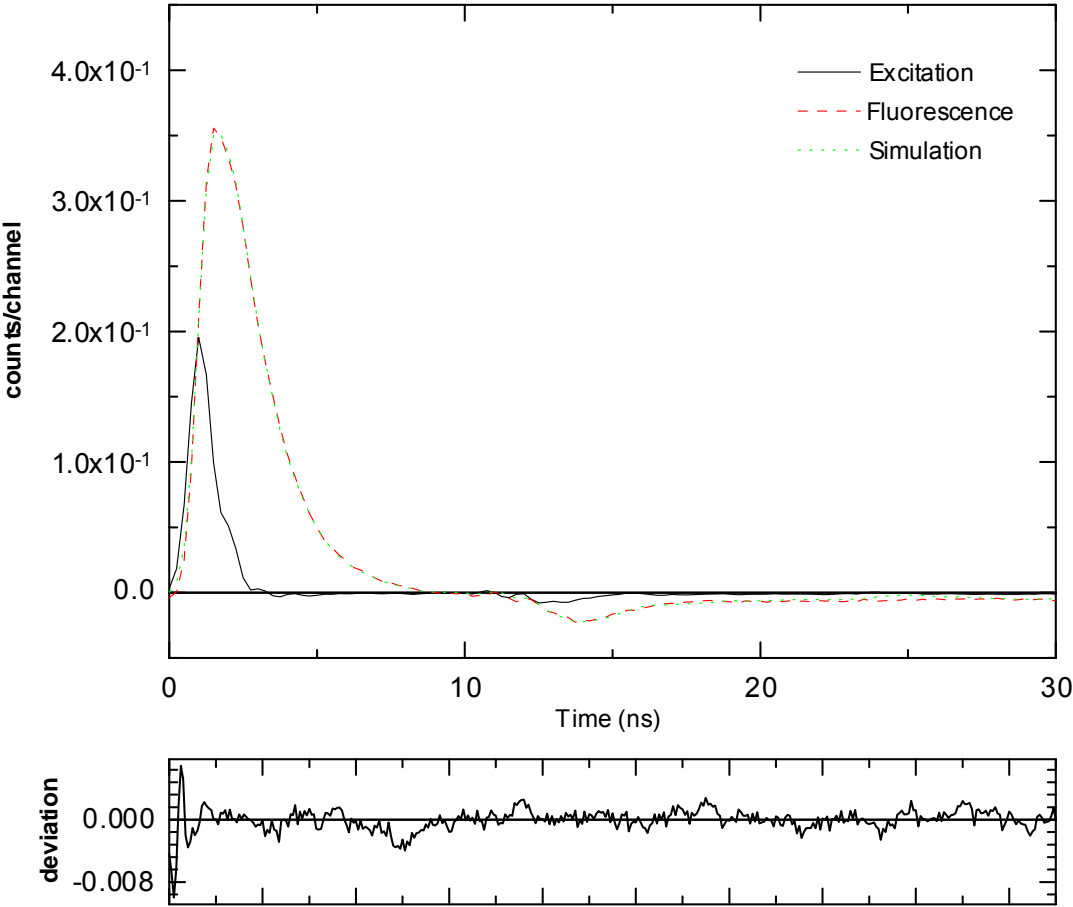 4.0x10-1
3.0x10-1
2.0x10-1
1.0x10-1
0.0
counts/channel
Excitation
Fluorescence
Simulation
0 10 20 30
Time (ns)
deviation
0.000
-0.008